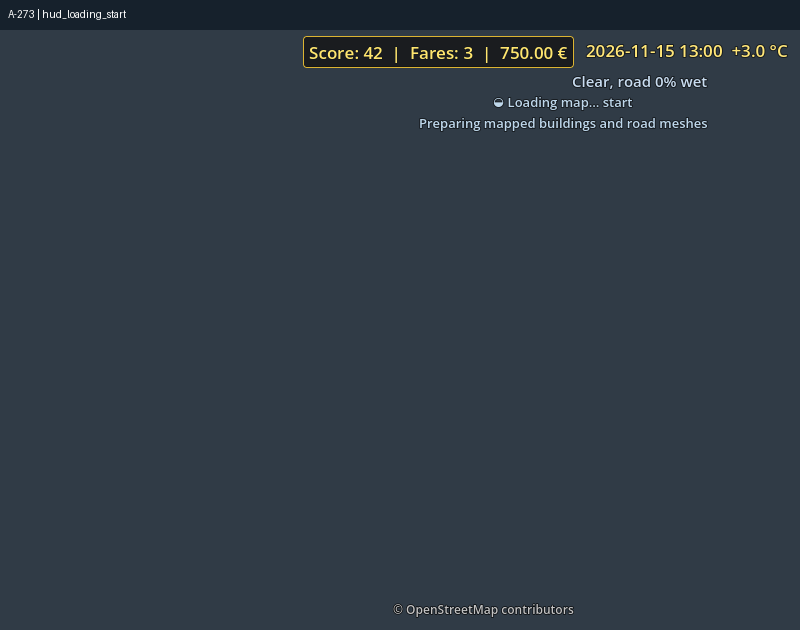 A-273 | hud_loading_start
Score: 42 | Fares: 3 | 750.00 € 2026-11-15 13:00 +3.0 °C
Clear, road 0% wet
Loading map... start
Preparing mapped buildings and road meshes
© OpenStreetMap contributors